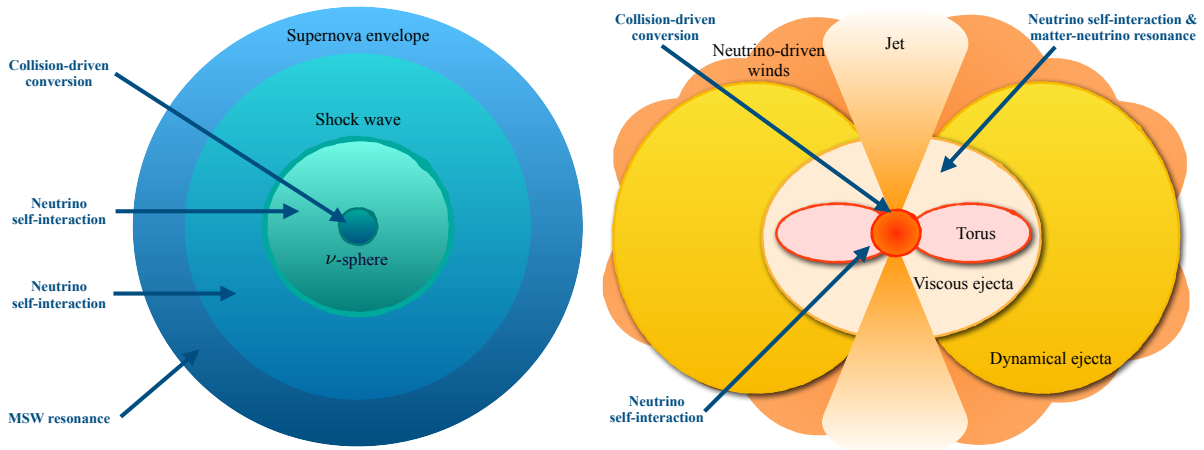 Supernova envelope
Collision-driven
conversion
Shock wave
Neutrino
self-interaction
ν-sphere
Neutrino
self-interaction
MSW resonance
Collision-driven
conversion
Neutrino self-interaction &
matter-neutrino resonance
Jet
Neutrino-driven
winds
Torus
Viscous ejecta
Dynamical ejecta
Neutrino
self-interaction